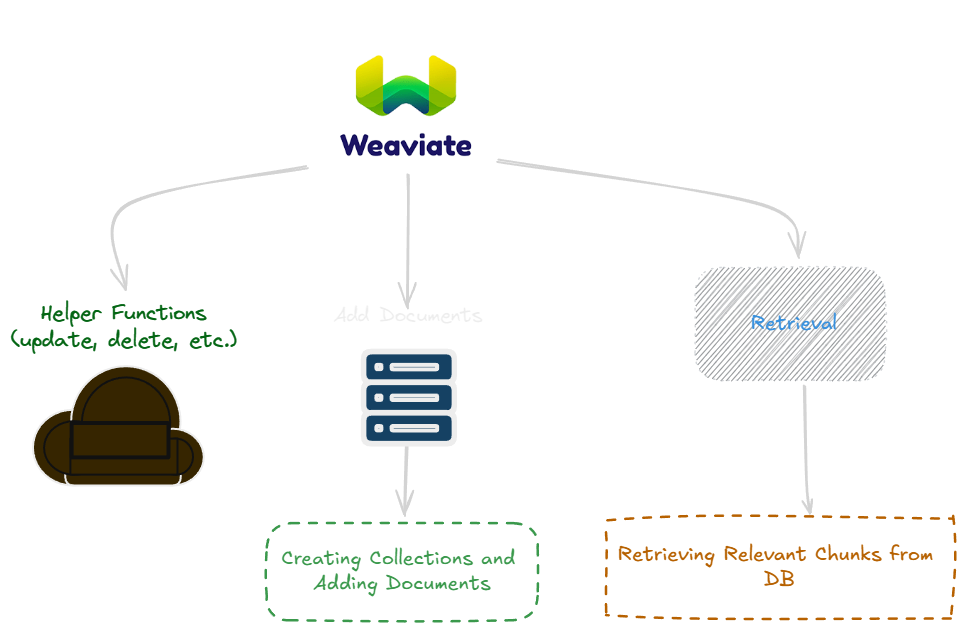 Weaviate
Helper Functions
(update, delete, etc.)
Add Documents
Retrieval
Creating Collections and
Adding Documents
Retrieving Relevant Chunks from
DB